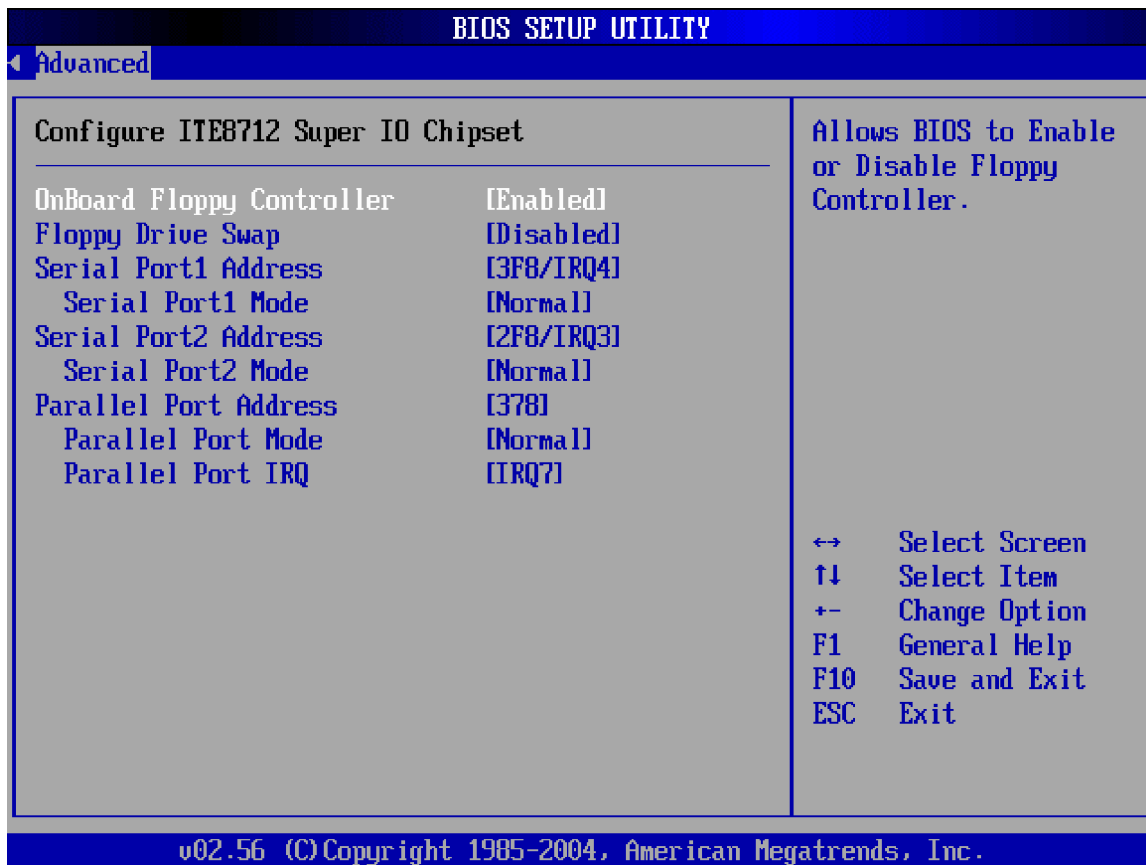 BIOS SETUP UTILITY
Advanced
Configure ITE8712 Super IO Chipset
OnBoard Floppy Controller [Enabled]
Floppy Drive Swap [Disabled]
Serial Port1 Address [3F8/IRQ4]
Serial Port1 Mode [Normal]
Serial Port2 Address [2F8/IRQ3]
Serial Port2 Mode [Normal]
Parallel Port Address [378]
Parallel Port Mode [Normal]
Parallel Port IRQ [IRQ7]
Allows BIOS to Enable
or Disable Floppy
Controller.
←→ Select Screen
↑↓ Select Item
+- Change Option
F1 General Help
F10 Save and Exit
ESC Exit
v02.56 (C)Copyright 1985-2004, American Megatrends, Inc.